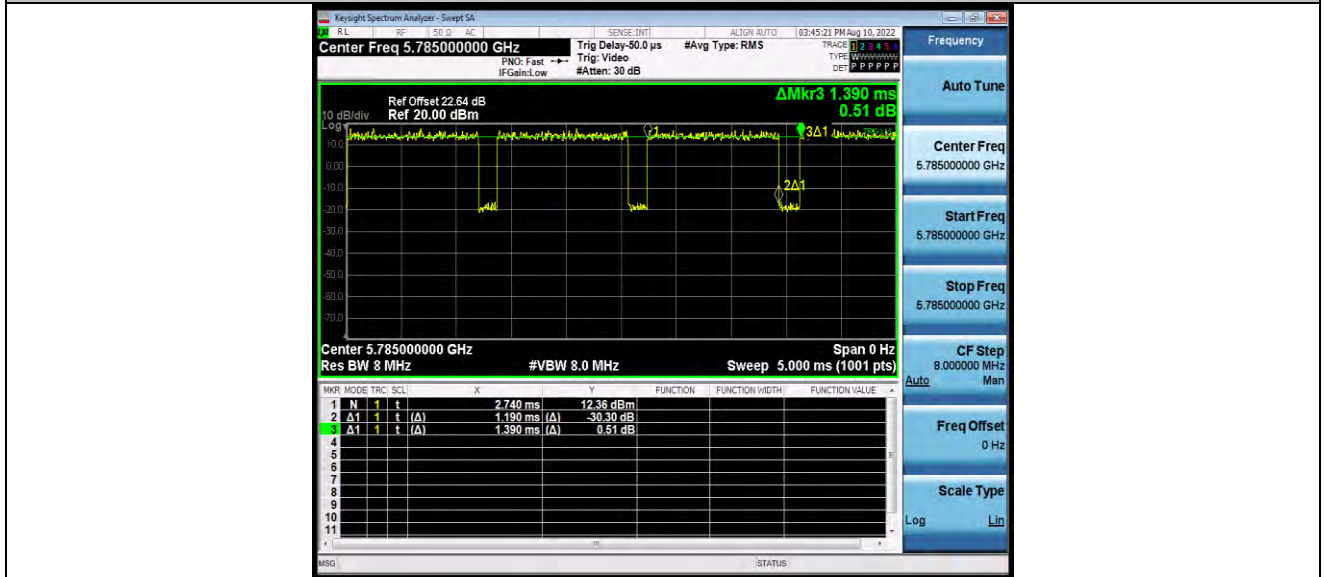 Keysight Spectrum Analyzer - Swept SA
RL RF 50 Ω AC SENSE:INT ALIGN AUTO 03:45:21 PM Aug 10, 2022
Center Freq 5.785000000 GHz
PNO: Fast
IFGain:Low
Trig Delay-50.0 µs
Trig: Video
#Atten: 30 dB
#Avg Type: RMS
TRACE 1 2 3 4 5 6
TYPE WWWWWW
DET P P P P P P
Frequency
ΔMkr3 1.390 ms
0.51 dB
Ref Offset 22.64 dB
10 dB/div Ref 20.00 dBm
Log
1
3Δ1
2Δ1
10.0
0.00
-10.0
-20.0
-30.0
-40.0
-50.0
-60.0
-70.0
Center 5.785000000 GHz Span 0 Hz
Res BW 8 MHz #VBW 8.0 MHz Sweep 5.000 ms (1001 pts)
MKR MODE TRC SCL X Y FUNCTION FUNCTION WIDTH FUNCTION VALUE
1 N 1 t 2.740 ms 12.36 dBm
2 Δ1 1 t (Δ) 1.190 ms (Δ) -30.30 dB
3 Δ1 1 t (Δ) 1.390 ms (Δ) 0.51 dB
4
5
6
7
8
9
10
11
MSG STATUS
Auto Tune
Center Freq
5.785000000 GHz
Start Freq
5.785000000 GHz
Stop Freq
5.785000000 GHz
CF Step
8.000000 MHz
Auto Man
Freq Offset
0 Hz
Scale Type
Log Lin